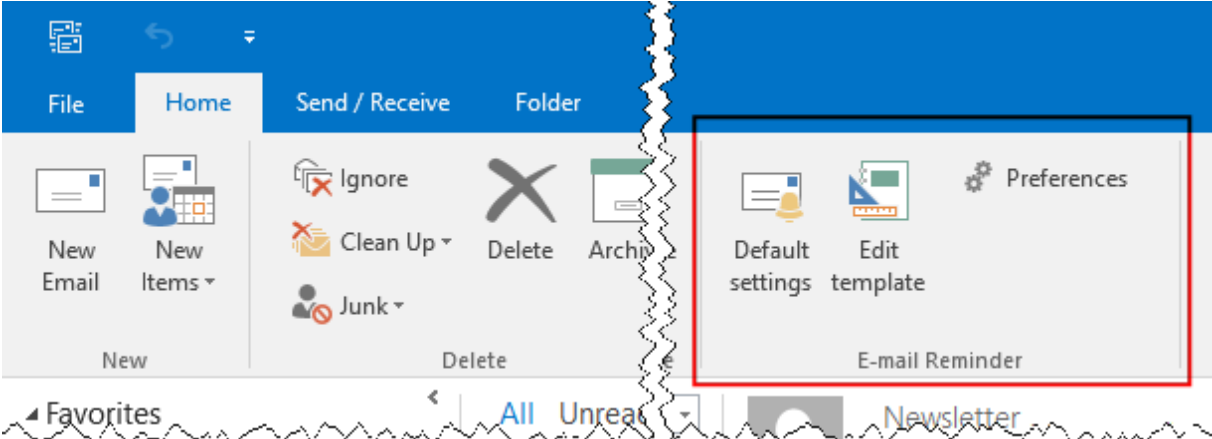 File Home Send / Receive Folder
Ignore
Preferences
Clean Up
New
Email
New
Items
Delete
Default
settings
Edit
template
Junk
New
Delete
E-mail Reminder
Favorites
All
Newsletter